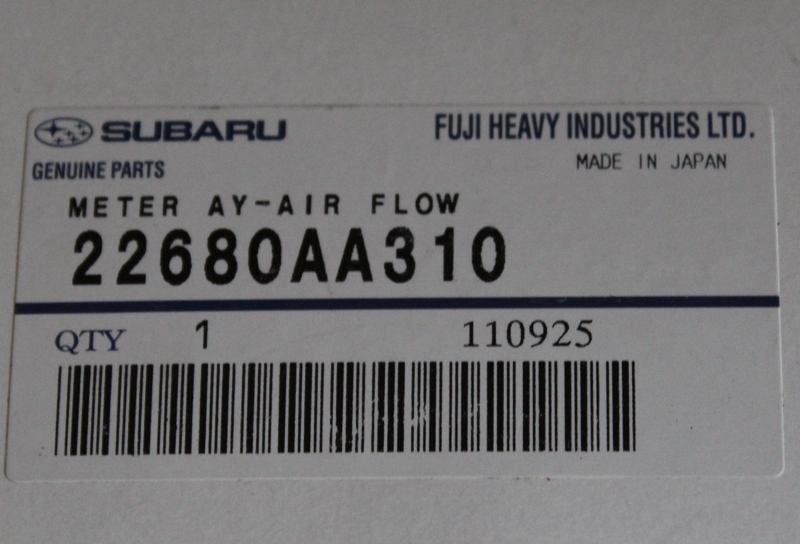 SUBARU
FUJI HEAVY INDUSTRIES LTD.
GENUINE PARTS
MADE IN JAPAN
METER AY-AIR FLOW
22680AA310
QTY 1 110925